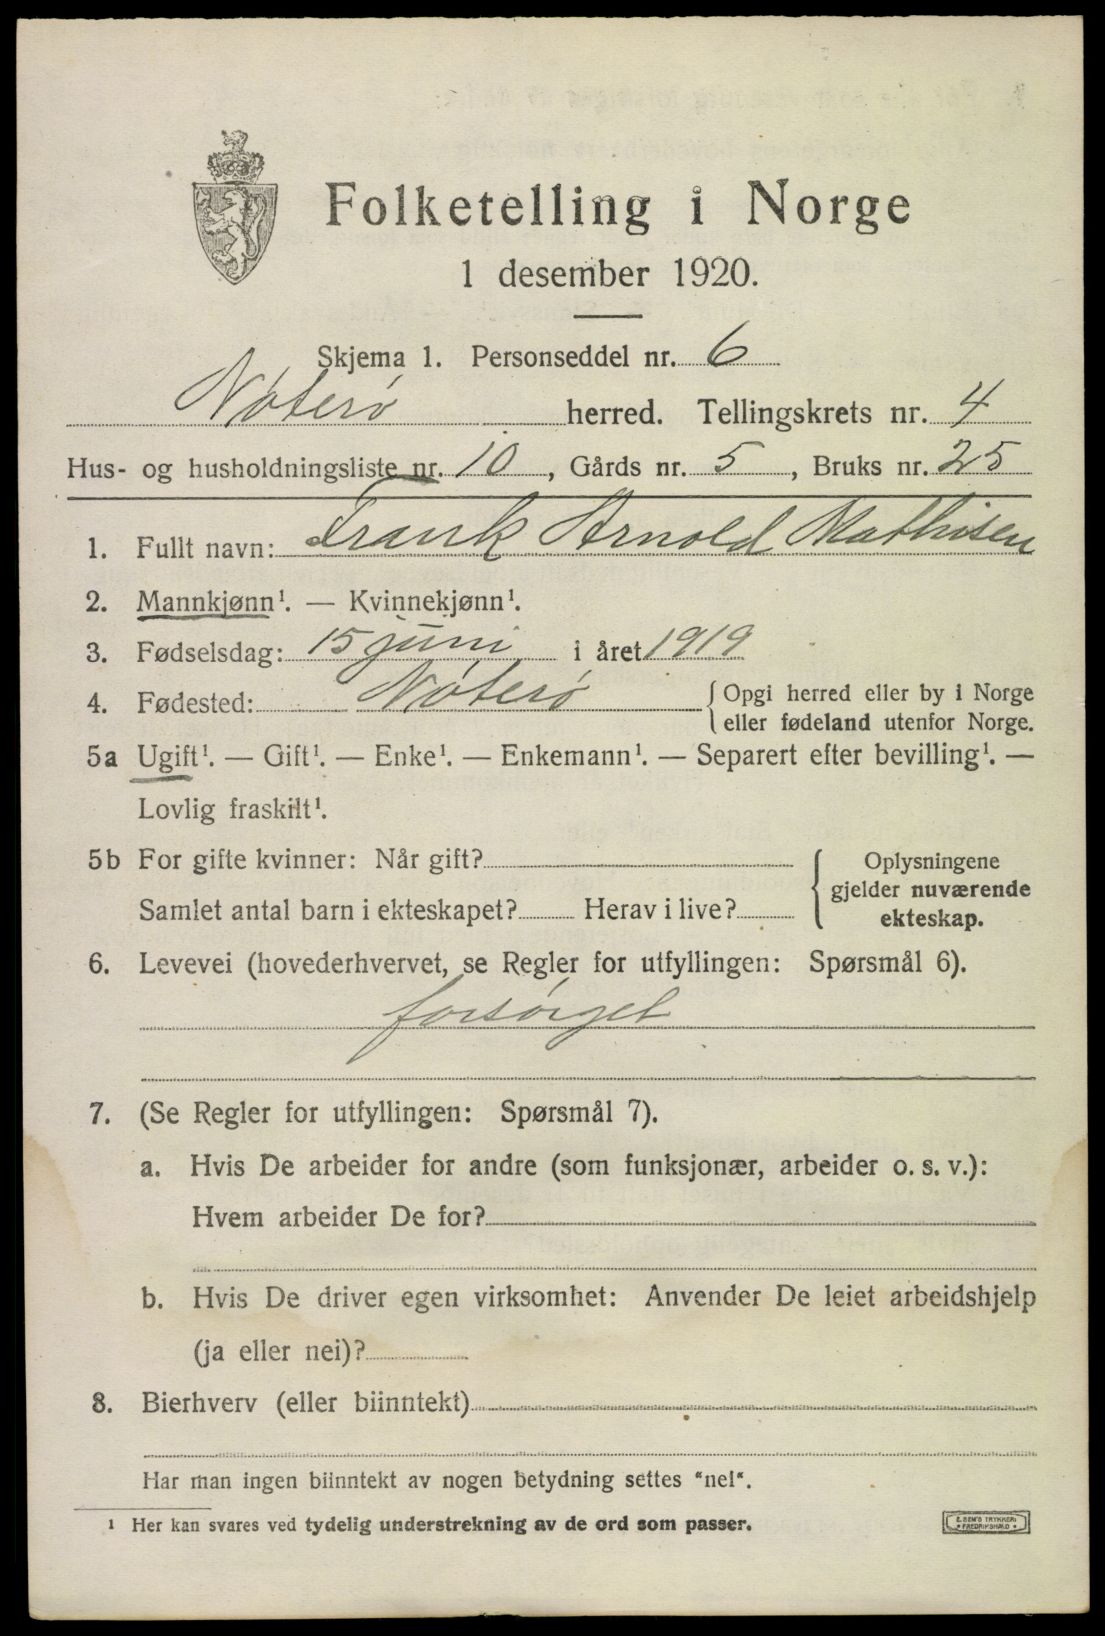 Folketelling i Norge
1 desember 1920.
Skjema 1. Personseddel nr. 6
Nøterø herred. Tellingskrets nr. 4
Hus- og husholdningsliste nr. 10, Gårds nr. 5, Bruks nr. 25
1. Fullt navn: Frank Arnold Mathisen
2. Mannkjønn¹. — Kvinnekjønn¹.
3. Fødselsdag: 15 juni i året 1919
4. Fødested: Nøterø {Opgi herred eller by i Norge
eller fødeland utenfor Norge.
5a Ugift¹. — Gift¹. — Enke¹. — Enkemann¹. — Separert efter bevilling¹. —
Lovlig fraskilt¹.
5b For gifte kvinner: Når gift?
Samlet antal barn i ekteskapet? Herav i live?
Oplysningene
gjelder nuværende
ekteskap.
6. Levevei (hovederhvervet, se Regler for utfyllingen: Spørsmål 6).
forsørget
7. (Se Regler for utfyllingen: Spørsmål 7).
a. Hvis De arbeider for andre (som funksjonær, arbeider o. s. v.):
Hvem arbeider De for?
b. Hvis De driver egen virksomhet: Anvender De leiet arbeidshjelp
(ja eller nei)?
8. Bierhverv (eller biinntekt)
Har man ingen biinntekt av nogen betydning settes "nei".
¹ Her kan svares ved tydelig understrekning av de ord som passer.
E. SEM'S TRYKKERI
FREDRIKSHALD